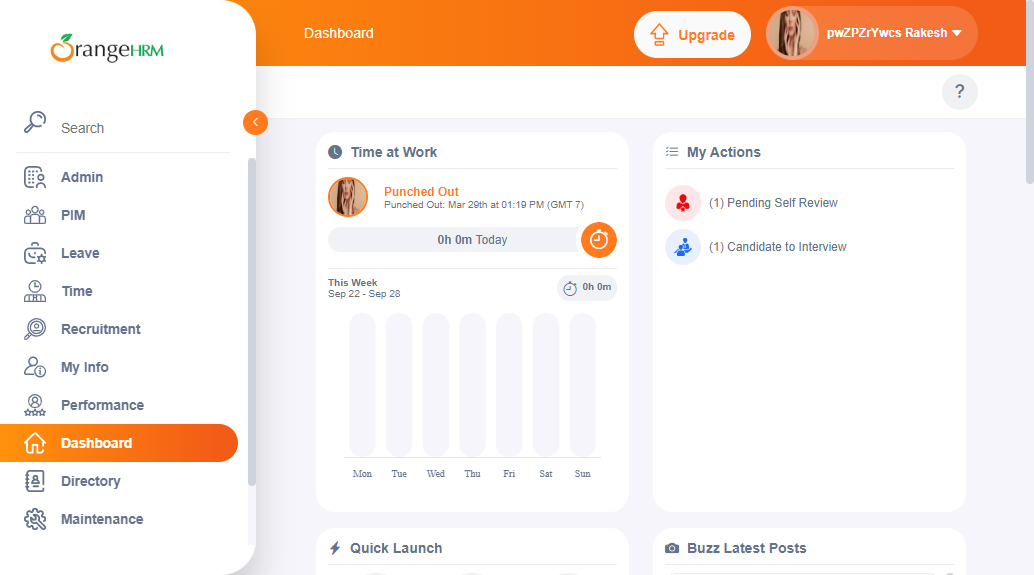 OrangeHRM
Search
Admin
PIM
Leave
Time
Recruitment
My Info
Performance
Dashboard
Directory
Maintenance
Dashboard
Upgrade
pwZPZrYwcs Rakesh
?
Time at Work
Punched Out
Punched Out: Mar 29th at 01:19 PM (GMT 7)
0h 0m Today
This Week
Sep 22 - Sep 28
0h 0m
Mon Tue Wed Thu Fri Sat Sun
My Actions
(1) Pending Self Review
(1) Candidate to Interview
Quick Launch
Buzz Latest Posts